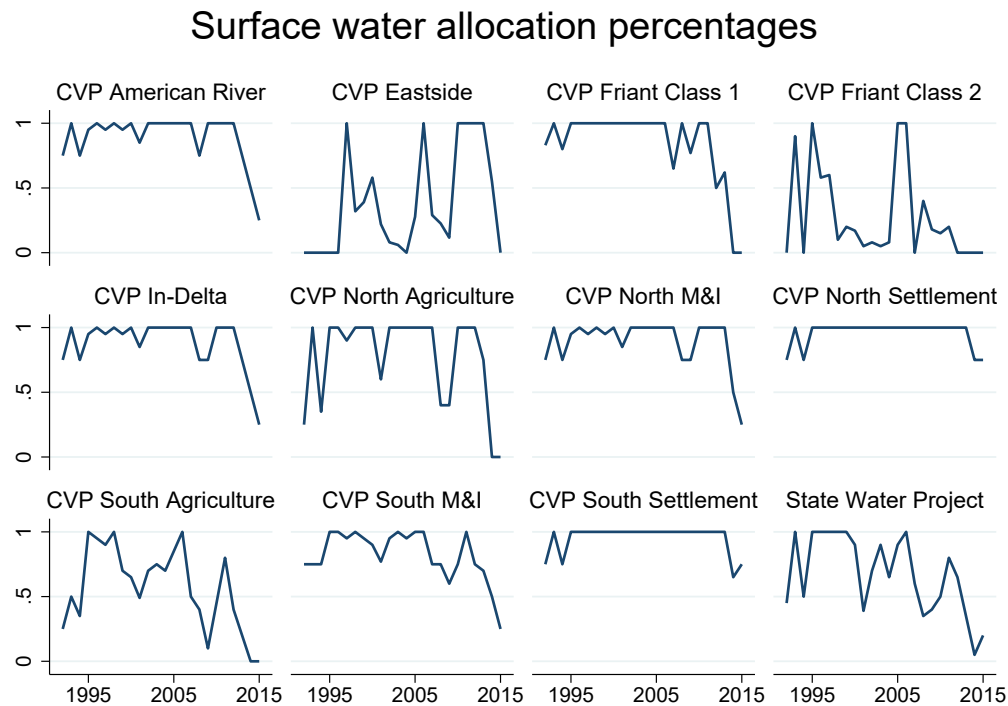 Surface water allocation percentages
CVP American River CVP Eastside CVP Friant Class 1 CVP Friant Class 2
1
.5
0
CVP In-Delta CVP North Agriculture CVP North M&I CVP North Settlement
1
.5
0
CVP South Agriculture CVP South M&I CVP South Settlement State Water Project
1
.5
0
1995 2005 2015 1995 2005 2015 1995 2005 2015 1995 2005 2015